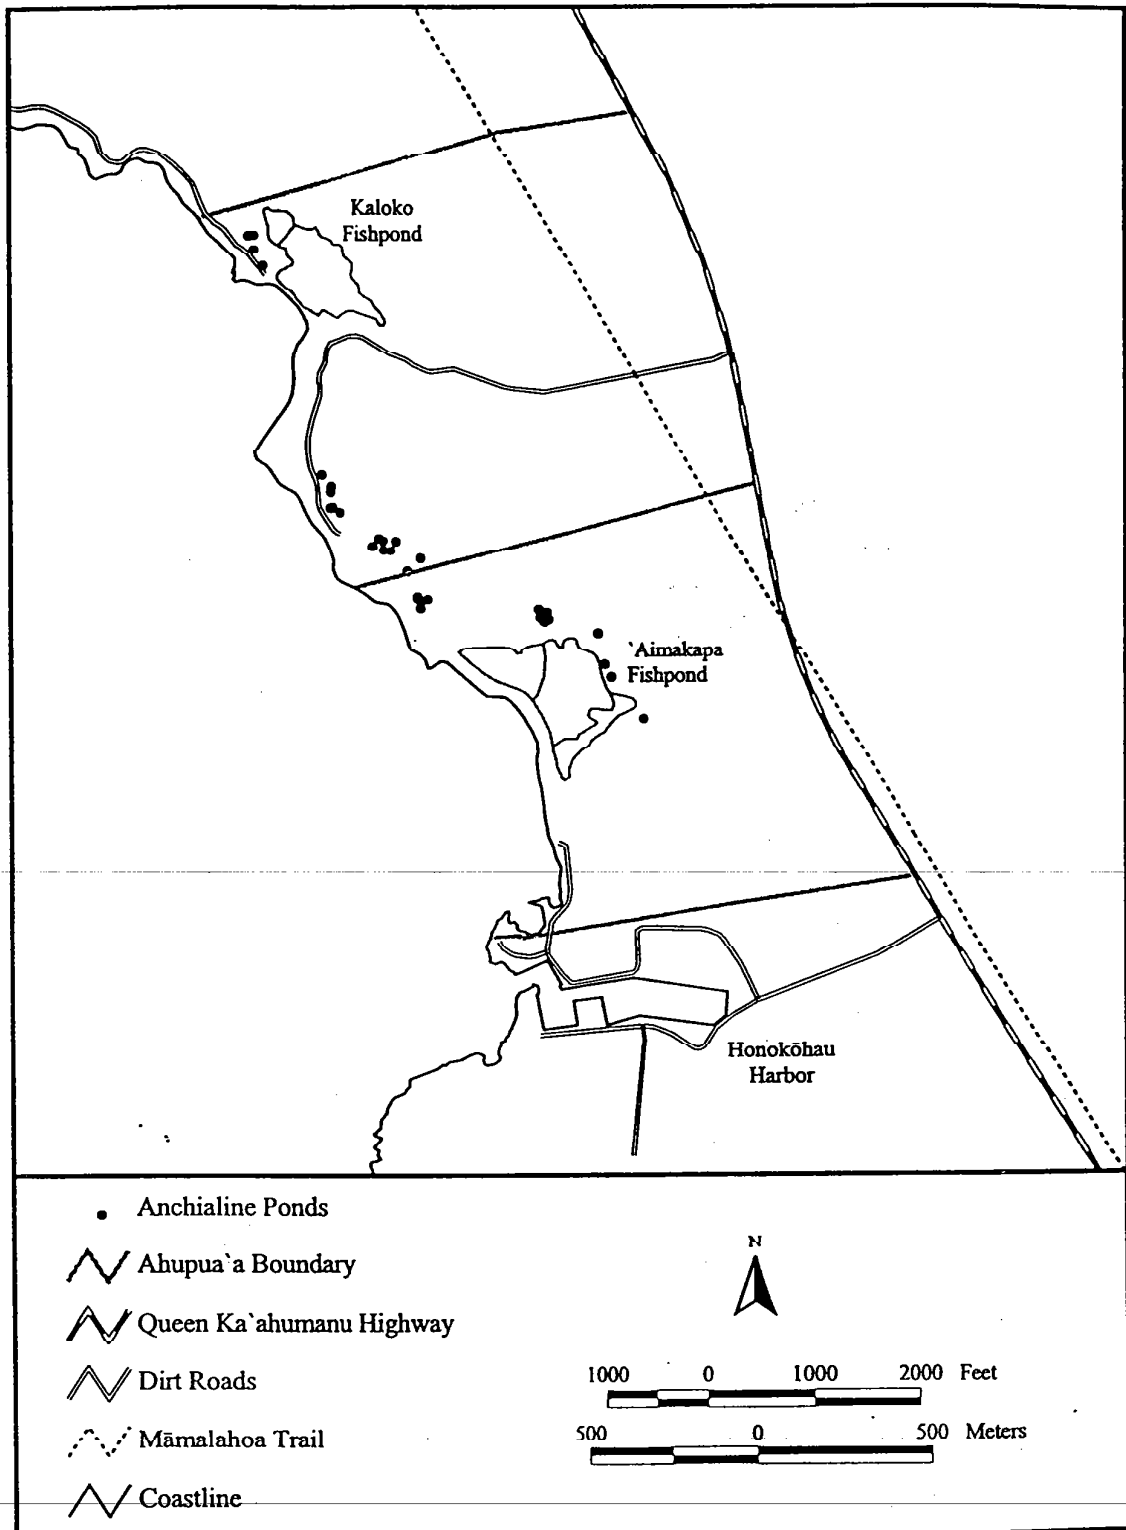 Kaloko
Fishpond
`Aimakapa
Fishpond
Honokōhau
Harbor
Anchialine Ponds
Ahupua`a Boundary
Queen Ka`ahumanu Highway
Dirt Roads
Māmalahoa Trail
Coastline
N
1000 0 1000 2000 Feet
500 0 500 Meters